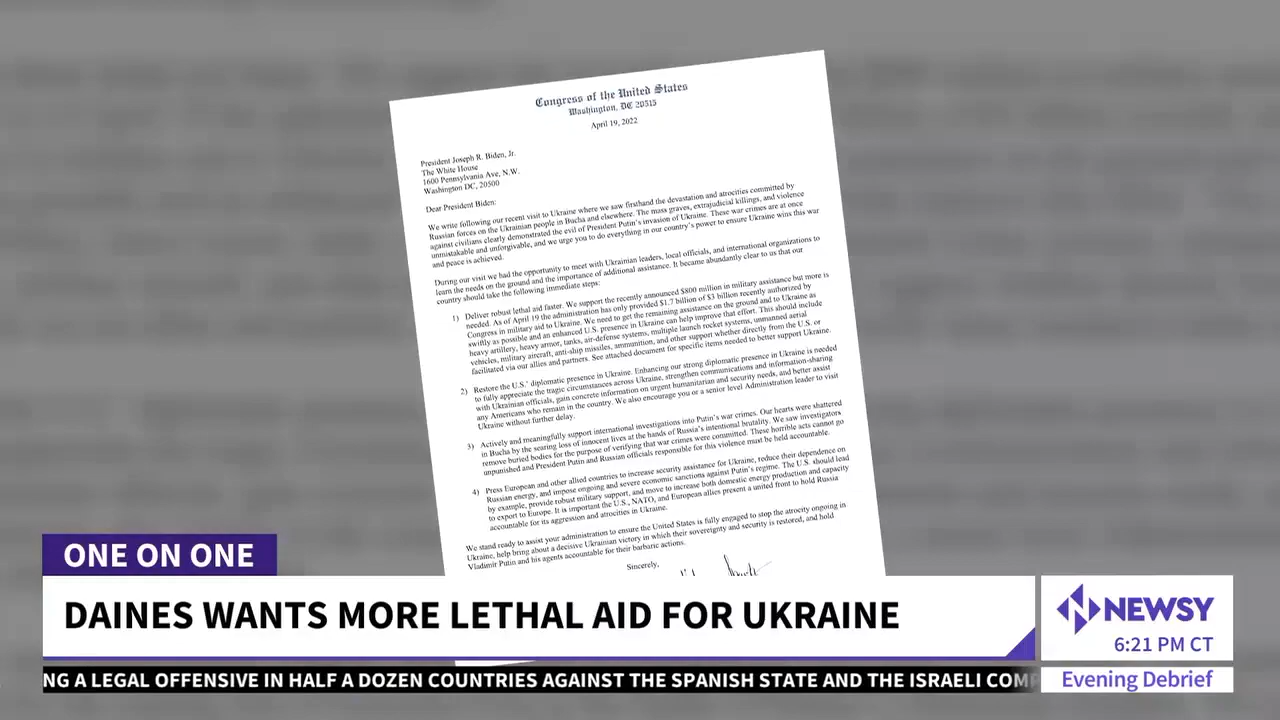 Congress of the United States
Washington, DC 20515
April 19, 2022
President Joseph R. Biden, Jr.
The White House
1600 Pennsylvania Ave, N.W.
Washington DC, 20500
Dear President Biden:
We write following our recent visit to Ukraine where we saw firsthand the devastation and atrocities committed by
Russian forces on the Ukrainian people in Bucha and elsewhere. The mass graves, extrajudicial killings, and violence
against civilians clearly demonstrated the evil of President Putin's invasion of Ukraine. These war crimes are at once
unmistakable and unforgivable, and we urge you to do everything in our country's power to ensure Ukraine wins this war
and peace is achieved.
During our visit we had the opportunity to meet with Ukrainian leaders, local officials, and international organizations to
learn the needs on the ground and the importance of additional assistance. It became abundantly clear to us that our
country should take the following immediate steps:
1) Deliver robust lethal aid faster. We support the recently announced $800 million in military assistance but more is
needed. As of April 19 the administration has only provided $1.7 billion of $3 billion recently authorized by
Congress in military aid to Ukraine. We need to get the remaining assistance on the ground and to Ukraine as
swiftly as possible and an enhanced U.S. presence in Ukraine can help improve that effort. This should include
heavy artillery, heavy armor, tanks, air-defense systems, multiple launch rocket systems, unmanned aerial
vehicles, military aircraft, anti-ship missiles, ammunition, and other support whether directly from the U.S. or
facilitated via our allies and partners. See attached document for specific items needed to better support Ukraine.
2) Restore the U.S.' diplomatic presence in Ukraine. Enhancing our strong diplomatic presence in Ukraine is needed
to fully appreciate the tragic circumstances across Ukraine, strengthen communications and information-sharing
with Ukrainian officials, gain concrete information on urgent humanitarian and security needs, and better assist
any Americans who remain in the country. We also encourage you or a senior level Administration leader to visit
Ukraine without further delay.
3) Actively and meaningfully support international investigations into Putin's war crimes. Our hearts were shattered
in Bucha by the searing loss of innocent lives at the hands of Russia's intentional brutality. We saw investigators
remove buried bodies for the purpose of verifying that war crimes were committed. These horrible acts cannot go
unpunished and President Putin and Russian officials responsible for this violence must be held accountable.
4) Press European and other allied countries to increase security assistance for Ukraine, reduce their dependence on
Russian energy, and impose ongoing and severe economic sanctions against Putin's regime. The U.S. should lead
by example, provide robust military support, and move to increase both domestic energy production and capacity
to export to Europe. It is important the U.S., NATO, and European allies present a united front to hold Russia
accountable for its aggression and atrocities in Ukraine.
We stand ready to assist your administration to ensure the United States is fully engaged to stop the atrocity ongoing in
Ukraine, help bring about a decisive Ukrainian victory in which their sovereignty and security is restored, and hold
Vladimir Putin and his agents accountable for their barbaric actions.
Sincerely,
ONE ON ONE
DAINES WANTS MORE LETHAL AID FOR UKRAINE
NEWSY
6:21 PM CT
NG A LEGAL OFFENSIVE IN HALF A DOZEN COUNTRIES AGAINST THE SPANISH STATE AND THE ISRAELI COMP
Evening Debrief